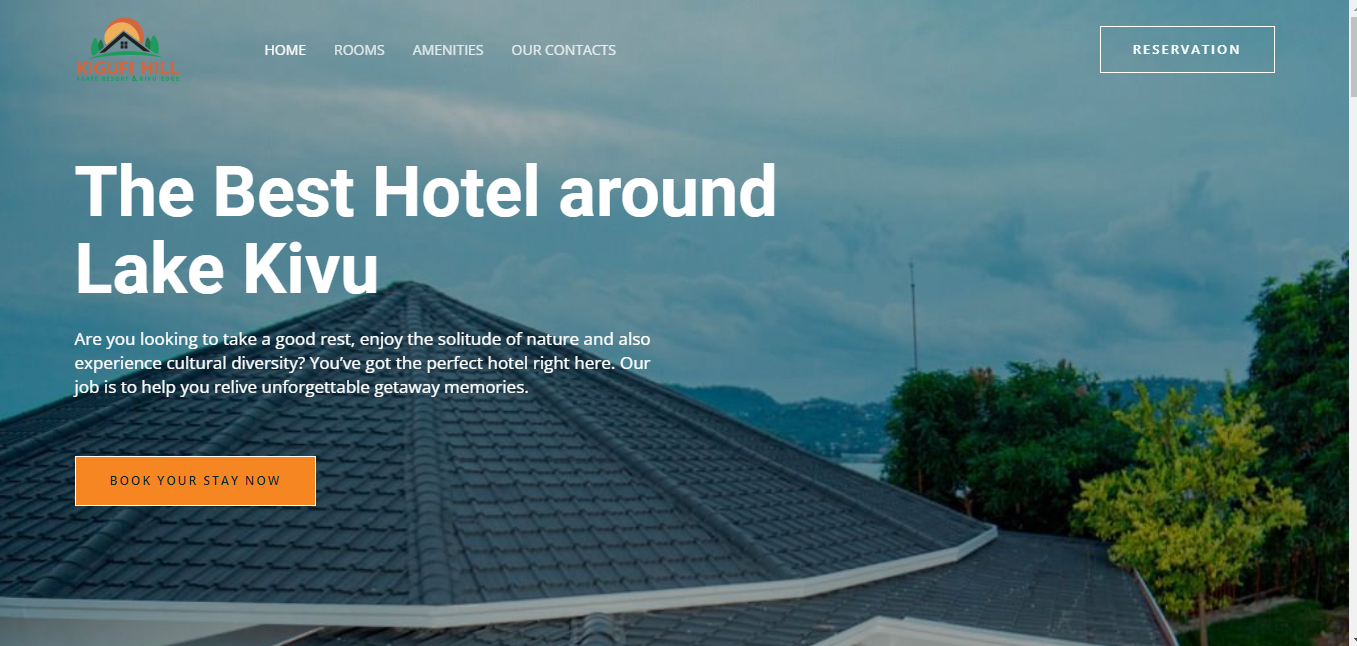 KIGUFI HILL
HOME
ROOMS
AMENITIES
OUR CONTACTS
RESERVATION
The Best Hotel around
Lake Kivu
Are you looking to take a good rest, enjoy the solitude of nature and also
experience cultural diversity? You've got the perfect hotel right here. Our
job is to help you relive unforgettable getaway memories.
BOOK YOUR STAY NOW